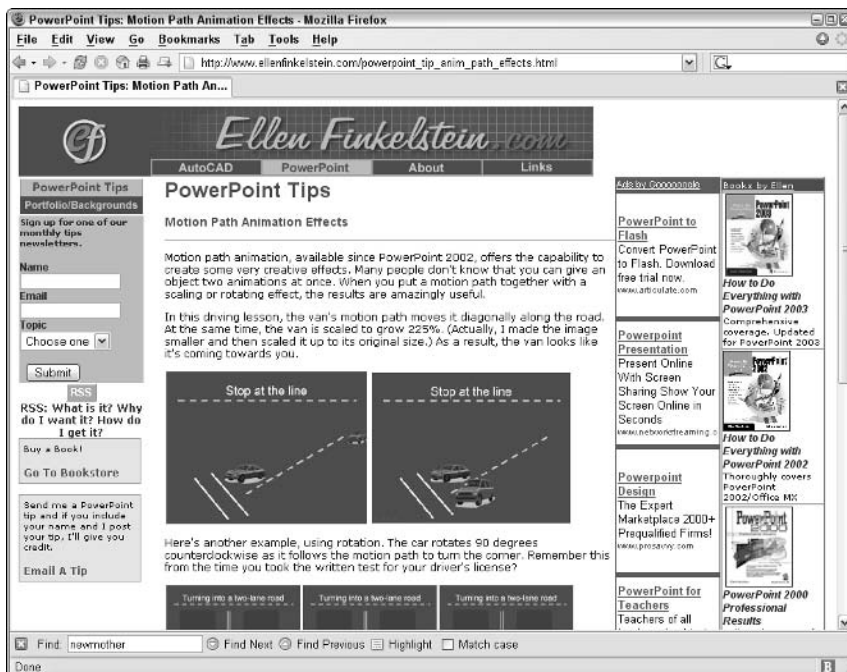 PowerPoint Tips: Motion Path Animation Effects - Mozilla Firefox
File Edit View Go Bookmarks Tab Tools Help
http://www.ellenfinkelstein.com/powerpoint_tip_anim_path_effects.html
G
PowerPoint Tips: Motion Path An...
ef
Ellen Finkelstein.com
AutoCAD PowerPoint About Links
PowerPoint Tips
Portfolio/Backgrounds
Sign up for one of our
monthly tips
newsletters.
Name
Email
Topic
Choose one
Submit
RSS
RSS: What is it? Why
do I want it? How do
I get it?
Buy a Book!
Go To Bookstore
Send me a PowerPoint
tip and if you include
your name and I post
your tip, I'll give you
credit.
Email A Tip
PowerPoint Tips
Motion Path Animation Effects
Motion path animation, available since PowerPoint 2002, offers the capability to
create some very creative effects. Many people don't know that you can give an
object two animations at once. When you put a motion path together with a
scaling or rotating effect, the results are amazingly useful.
In this driving lesson, the van's motion path moves it diagonally along the road.
At the same time, the van is scaled to grow 225%. (Actually, I made the image
smaller and then scaled it up to its original size.) As a result, the van looks like
it's coming towards you.
Stop at the line
Stop at the line
Here's another example, using rotation. The car rotates 90 degrees
counterclockwise as it follows the motion path to turn the corner. Remember this
from the time you took the written test for your driver's license?
Turning into a two-lane road
Turning into a two-lane road
Turning into a two-lane road
Ads by Goooooogle
PowerPoint to
Flash
Convert PowerPoint
to Flash. Download
free trial now.
www.articulate.com
Powerpoint
Presentation
Present Online
With Screen
Sharing Show Your
Screen Online in
Seconds
Powerpoint
Design
The Expert
Marketplace 2000+
Prequalified Firms!
www.prosavvy.com
PowerPoint for
Teachers
Teachers of all
Books by Ellen
PowerPoint
2003
How to Do
Everything with
PowerPoint 2003
Comprehensive
coverage. Updated
for PowerPoint 2003
PowerPoint
How to Do
Everything with
PowerPoint 2002
Thoroughly covers
PowerPoint
2002/Office MX
PowerPoint
2000
PowerPoint 2000
Professional
Results
Find: newmother Find Next Find Previous Highlight Match case
Done
B